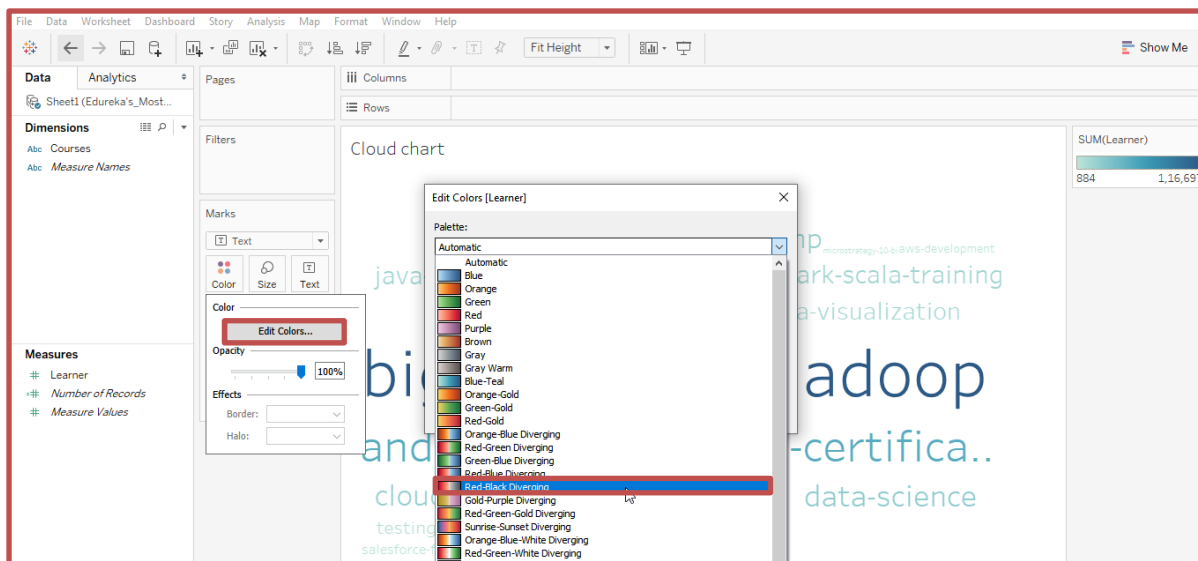 File Data Worksheet Dashboard Story Analysis Map Format Window Help
Fit Height
Show Me
Data Analytics
Pages
Columns
Sheet1 (Edureka's_Most...
Rows
Dimensions
Filters
Abc Courses
Abc Measure Names
Cloud chart
SUM(Learner)
884 1,16,697
Marks
Text
Color Size Text
Color
Edit Colors...
Opacity
100%
Effects
Border:
Halo:
Measures
# Learner
# Number of Records
# Measure Values
Edit Colors [Learner]
Palette:
Automatic
Automatic
Blue
Orange
Green
Red
Purple
Brown
Gray
Gray Warm
Blue-Teal
Orange-Gold
Green-Gold
Red-Gold
Orange-Blue Diverging
Red-Green Diverging
Green-Blue Diverging
Red-Blue Diverging
Red-Black Diverging
Gold-Purple Diverging
Red-Green-Gold Diverging
Sunrise-Sunset Diverging
Orange-Blue-White Diverging
Red-Green-White Diverging
microstrategy-10-bi aws-development
java ark-scala-training
a-visualization
adoop
and -certifica..
data-science
testing
salesforce-